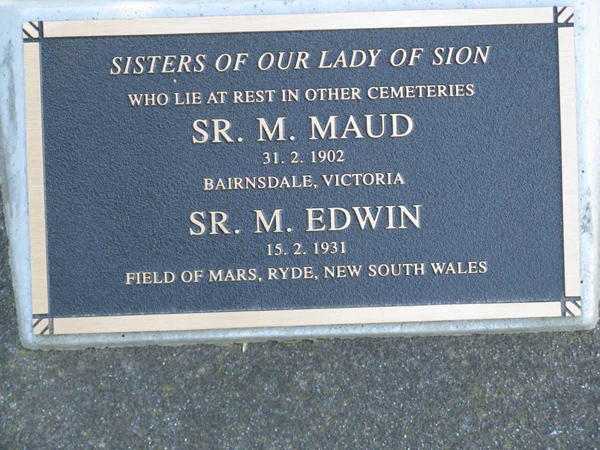 SISTERS OF OUR LADY OF SION
WHO LIE AT REST IN OTHER CEMETERIES
SR. M. MAUD
31. 2. 1902
BAIRNSDALE, VICTORIA
SR. M. EDWIN
15. 2. 1931
FIELD OF MARS, RYDE, NEW SOUTH WALES